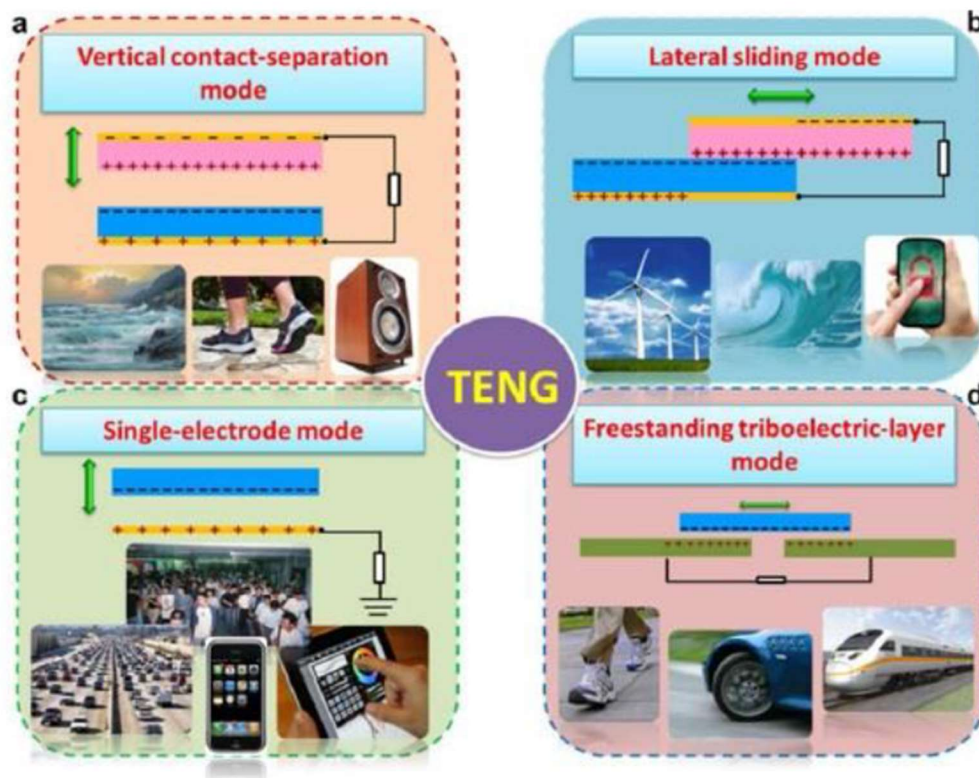 a
Vertical contact-separation
mode
b
Lateral sliding mode
TENG
c
Single-electrode mode
d
Freestanding triboelectric-layer
mode